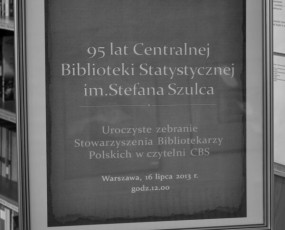 95 lat Centralnej
Biblioteki Statystycznej
im.Stefana Szulca
Uroczyste zebranie
Stowarzyszenia Bibliotekarzy
Polskich w czytelni CBS
Warszawa, 16 lipca 2013 r.
godz.12.00